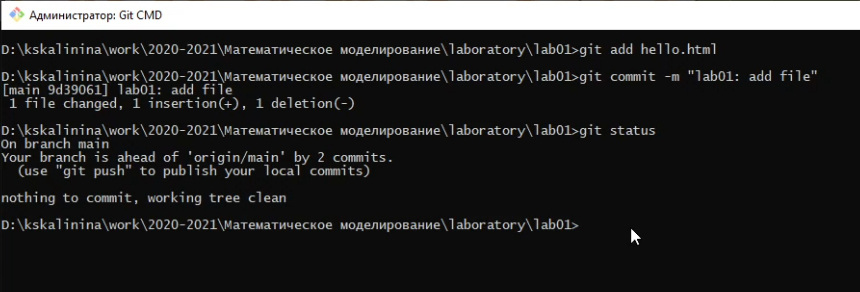 Администратор: Git CMD
D:\kskalinina\work\2020-2021\Математическое моделирование\laboratory\lab01>git add hello.html
D:\kskalinina\work\2020-2021\Математическое моделирование\laboratory\lab01>git commit -m "lab01: add file"
[main 9d39061] lab01: add file
 1 file changed, 1 insertion(+), 1 deletion(-)
D:\kskalinina\work\2020-2021\Математическое моделирование\laboratory\lab01>git status
On branch main
Your branch is ahead of 'origin/main' by 2 commits.
  (use "git push" to publish your local commits)
nothing to commit, working tree clean
D:\kskalinina\work\2020-2021\Математическое моделирование\laboratory\lab01>